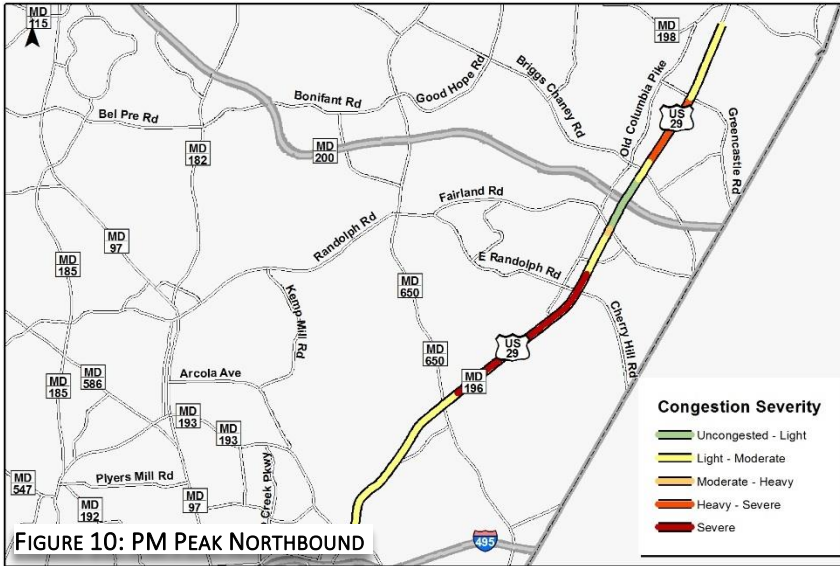 MD
115
MD
198
Briggs Chaney Rd
Good Hope Rd
Old Columbia Pike
Bonifant Rd
Bel Pre Rd
US
29
Greencastle Rd
MD
182
MD
200
Fairland Rd
Randolph Rd
MD
97
MD
185
E Randolph Rd
MD
650
Kemp Mill Rd
Cherry Hill Rd
US
29
MD
650
MD
196
Arcola Ave
MD
586
MD
185
MD
193
MD
193
Creek Pkwy
Plyers Mill Rd
MD
547
MD
97
MD
192
495
Congestion Severity
Uncongested - Light
Light - Moderate
Moderate - Heavy
Heavy - Severe
Severe
FIGURE 10: PM PEAK NORTHBOUND